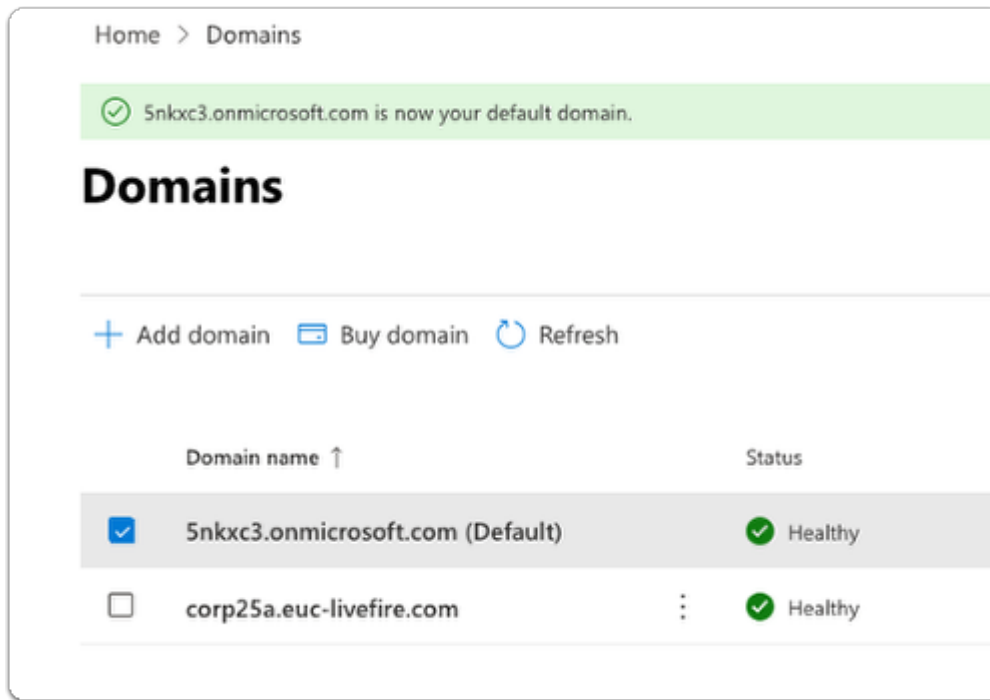 Home > Domains
5nkxc3.onmicrosoft.com is now your default domain.
Domains
Add domain Buy domain Refresh
Domain name ↑ Status
5nkxc3.onmicrosoft.com (Default) Healthy
corp25a.euc-livefire.com Healthy